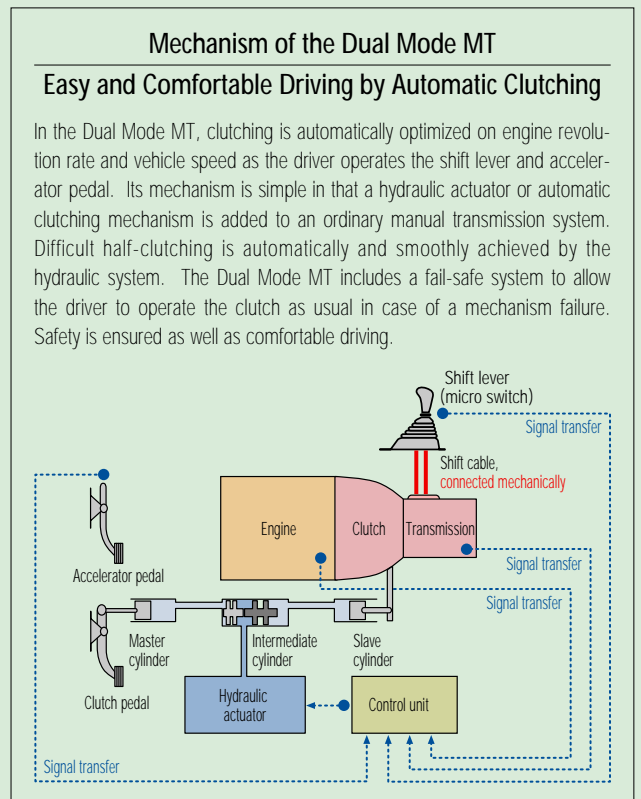 Mechanism of the Dual Mode MT
Easy and Comfortable Driving by Automatic Clutching
In the Dual Mode MT, clutching is automatically optimized on engine revolu-
tion rate and vehicle speed as the driver operates the shift lever and acceler-
ator pedal. Its mechanism is simple in that a hydraulic actuator or automatic
clutching mechanism is added to an ordinary manual transmission system.
Difficult half-clutching is automatically and smoothly achieved by the
hydraulic system. The Dual Mode MT includes a fail-safe system to allow
the driver to operate the clutch as usual in case of a mechanism failure.
Safety is ensured as well as comfortable driving.
Shift lever
(micro switch)
Signal transfer
Shift cable,
connected mechanically
Engine
Clutch
Transmission
Signal transfer
Accelerator pedal
Signal transfer
Master
cylinder
Intermediate
cylinder
Slave
cylinder
Clutch pedal
Hydraulic
actuator
Control unit
Signal transfer